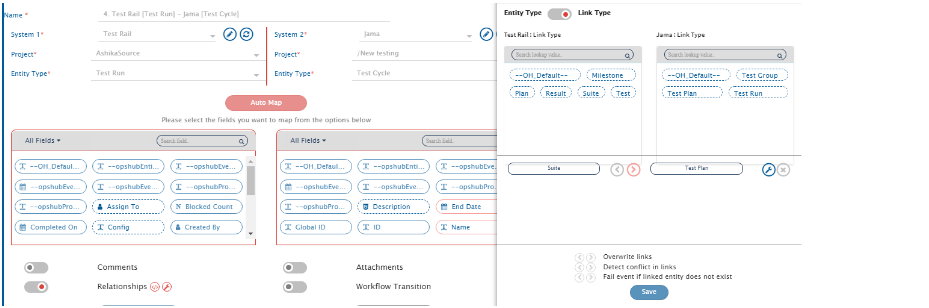 Name *
4. Test Rail [Test Run] - Jama [Test Cycle]
System 1*
Test Rail
System 2*
Jama
Project*
AshikaSource
Project*
/New testing
Entity Type*
Test Run
Entity Type*
Test Cycle
Auto Map
Please select the fields you want to map from the options below
All Fields
Search field..
--OH_Defaul...
--opshubEnti...
--opshubEve...
--opshubEve...
--opshubEve...
--opshubPro...
--opshubPro...
Assign To
Blocked Count
Completed On
Config
Created By
All Fields
Search field..
--OH_Defaul...
--opshubEnti...
--opshubEve
--opshubEve...
--opshubEve...
--opshubPro.
--opshubPro...
Description
End Date
Global ID
ID
Name
Comments
Attachments
Relationships
Workflow Transition
Entity Type
Link Type
Test Rail : Link Type
Search lookup value..
--OH_Default--
Milestone
Plan
Result
Suite
Test
Jama : Link Type
Search lookup value..
--OH_Default--
Test Group
Test Plan
Test Run
Suite
Test Plan
Overwrite links
Detect conflict in links
Fail event if linked entity does not exist
Save